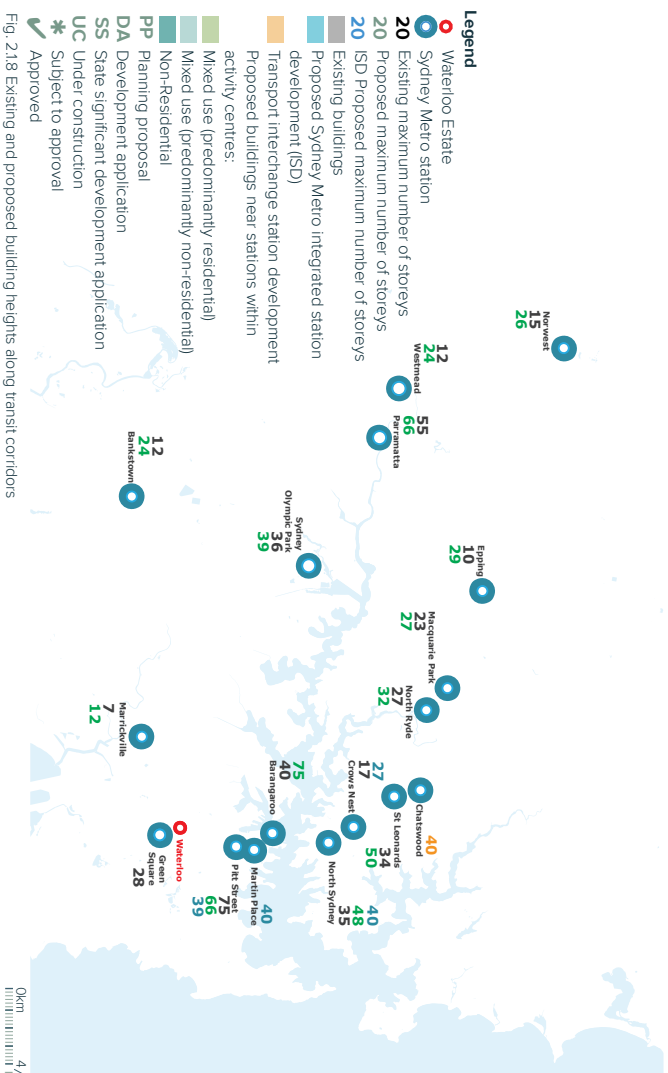 Legend
Waterloo Estate
Sydney Metro station
20 Existing maximum number of storeys
20 Proposed maximum number of storeys
20 ISD Proposed maximum number of storeys
Existing buildings
Proposed Sydney Metro integrated station
development (ISD)
Transport interchange station development
Proposed buildings near stations within
activity centres:
Mixed use (predominantly residential)
Mixed use (predominantly non-residential)
Non-Residential
PP Planning proposal
DA Development application
SS State significant development application
UC Under construction
* Subject to approval
✓ Approved
Norwest
15
26
12
24
Westmead
55
66
Parramatta
12
24
Bankstown
Sydney
Olympic Park
36
39
Epping
10
29
Macquarie Park
23
27
North Ryde
27
32
Marrickville
7
12
Chatswood
40
St Leonards
34
50
27
17
Crows Nest
North Sydney
40
48
35
75
40
Barangaroo
Martin Place
40
Pitt Street
75
66
39
Waterloo
Green
Square
28
0km
Fig. 2.1.8 Existing and proposed building heights along transit corridors